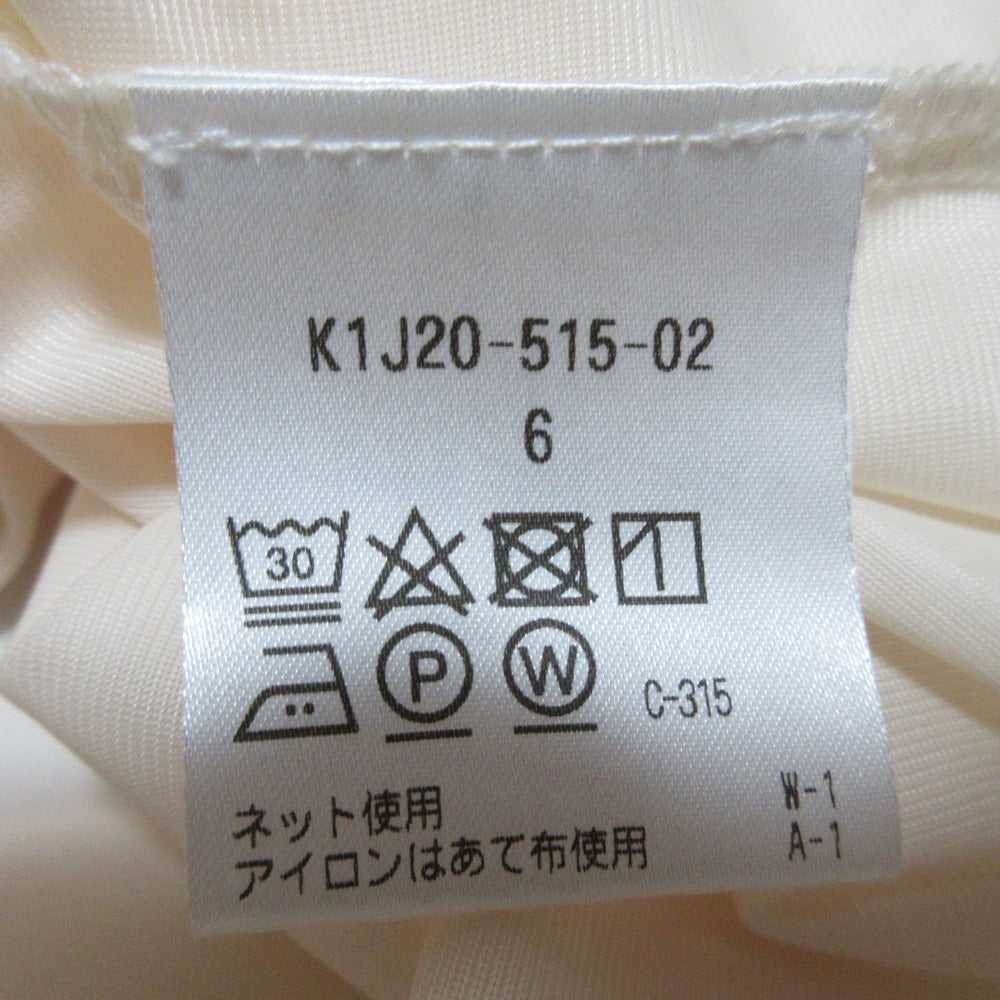 K1J20-515-02
6
30
P W C-315
ネット使用 W-1
アイロンはあて布使用 A-1